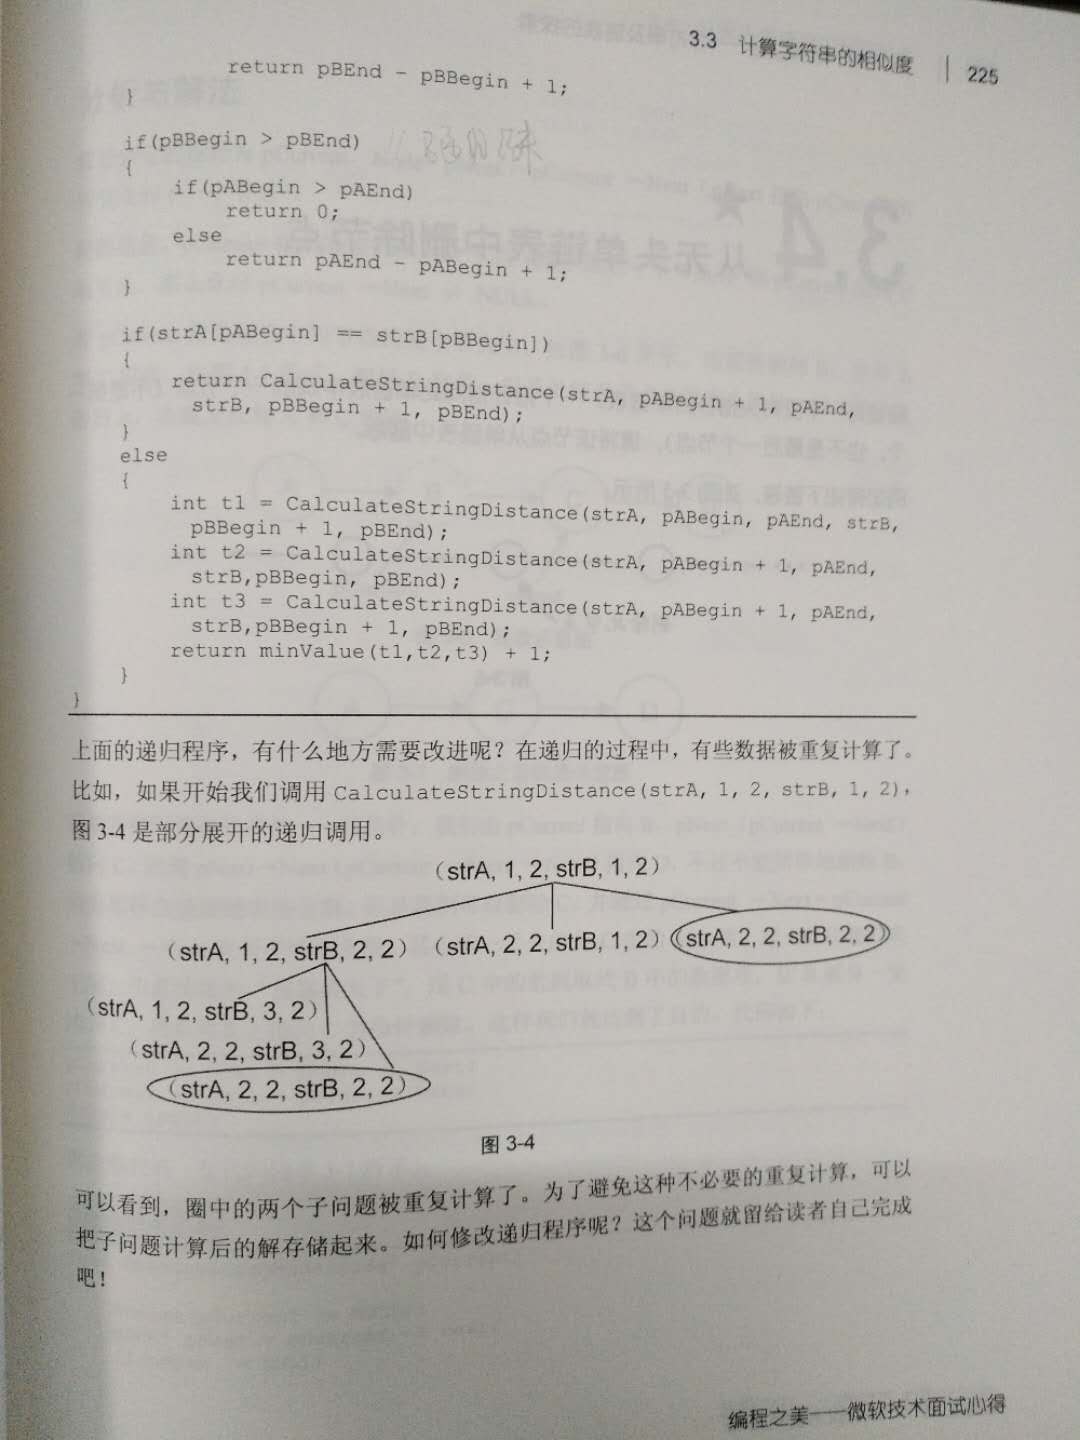 3.3 计算字符串的相似度 | 225
return pBEnd - pBBegin + 1;
}
if(pBBegin > pBEnd)
{
if(pABegin > pAEnd)
return 0;
else
return pAEnd - pABegin + 1;
}
if(strA[pABegin] == strB[pBBegin])
{
return CalculateStringDistance(strA, pABegin + 1, pAEnd,
strB, pBBegin + 1, pBEnd);
}
else
{
int t1 = CalculateStringDistance(strA, pABegin, pAEnd, strB,
pBBegin + 1, pBEnd);
int t2 = CalculateStringDistance(strA, pABegin + 1, pAEnd,
strB,pBBegin, pBEnd);
int t3 = CalculateStringDistance(strA, pABegin + 1, pAEnd,
strB,pBBegin + 1, pBEnd);
return minValue(t1,t2,t3) + 1;
}
}
上面的递归程序，有什么地方需要改进呢？在递归的过程中，有些数据被重复计算了。
比如，如果开始我们调用 CalculateStringDistance(strA, 1, 2, strB, 1, 2)，
图 3-4 是部分展开的递归调用。
（strA, 1, 2, strB, 1, 2）
（strA, 1, 2, strB, 2, 2）（strA, 2, 2, strB, 1, 2）（strA, 2, 2, strB, 2, 2）
（strA, 1, 2, strB, 3, 2）
（strA, 2, 2, strB, 3, 2）
（strA, 2, 2, strB, 2, 2）
图 3-4
可以看到，圈中的两个子问题被重复计算了。为了避免这种不必要的重复计算，可以
把子问题计算后的解存储起来。如何修改递归程序呢？这个问题就留给读者自己完成
吧！
编程之美——微软技术面试心得